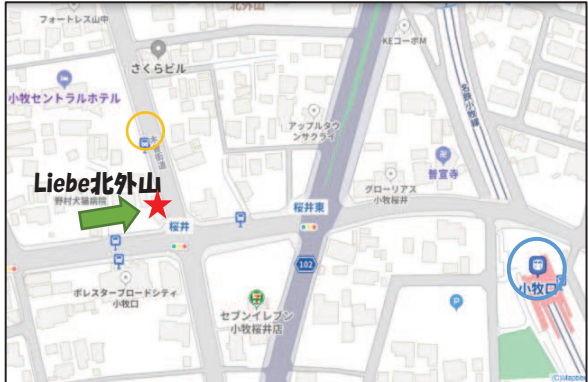 フォートレス山中
北外山
さくらビル
KEコーポM
小牧セントラルホテル
名鉄小牧線
アップルタウ
ンサクライ
普宣寺
Liebe北外山
野村犬猫病院
グローリアス
小牧桜井
桜井
桜井東
102
小牧口
ポレスターブロードシティ
小牧口
セブンイレブン
小牧桜井店
P
(C)Mapbox